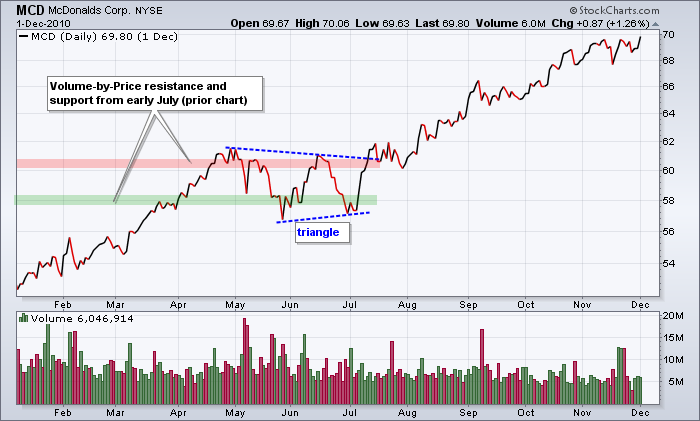 MCD McDonalds Corp. NYSE
© StockCharts.com
1-Dec-2010
Open 69.67 High 70.06 Low 69.63 Last 69.80 Volume 6.0M Chg +0.87 (+1.26%)
MCD (Daily) 69.80 (1 Dec)
70
68
66
64
62
60
58
56
54
Volume-by-Price resistance and
support from early July (prior chart)
triangle
Feb Mar Apr May Jun Jul Aug Sep Oct Nov Dec
Volume 6,046,914
20M
15M
10M
5M
Feb Mar Apr May Jun Jul Aug Sep Oct Nov Dec